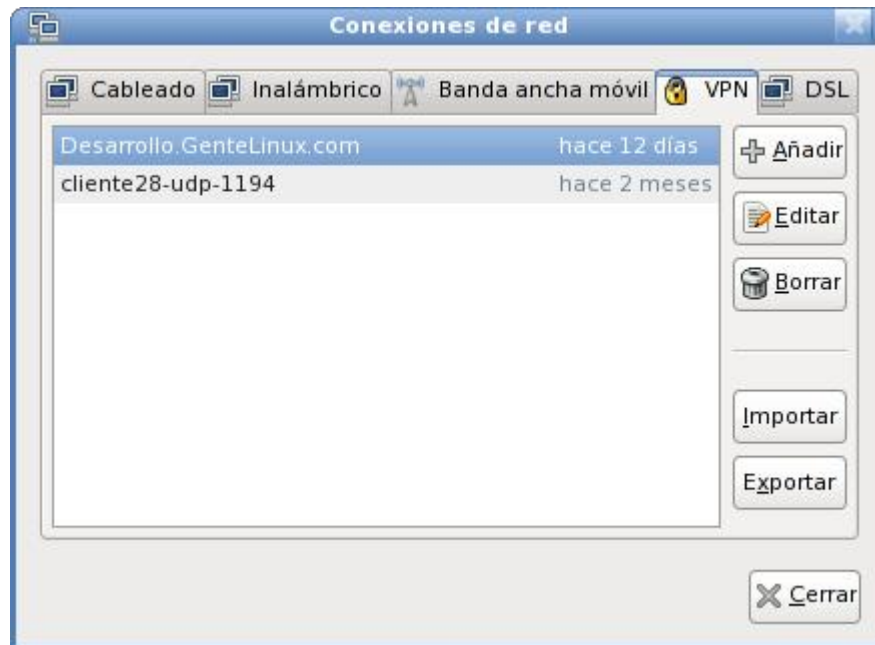 Conexiones de red
Cableado Inalámbrico Banda ancha móvil VPN DSL
Desarrollo.GenteLinux.com hace 12 días
cliente28-udp-1194 hace 2 meses
Añadir
Editar
Borrar
Importar
Exportar
Cerrar